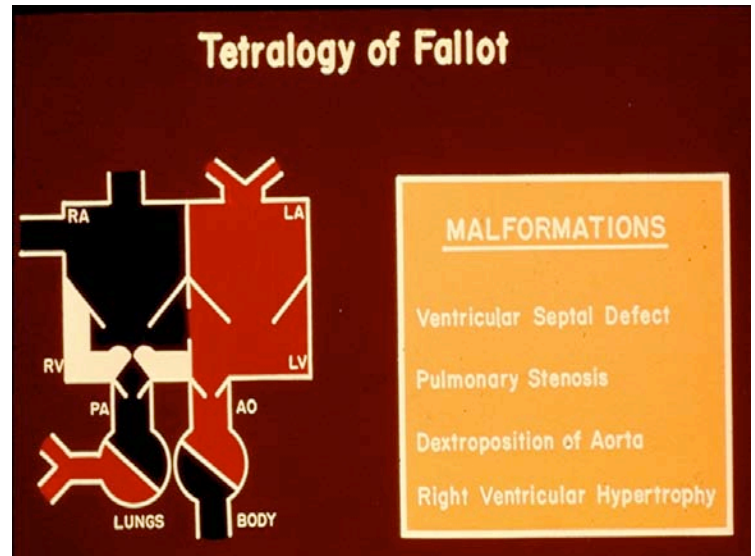 Tetralogy of Fallot
RA
LA
RV
LV
PA
AO
LUNGS
BODY
MALFORMATIONS
Ventricular Septal Defect
Pulmonary Stenosis
Dextroposition of Aorta
Right Ventricular Hypertrophy